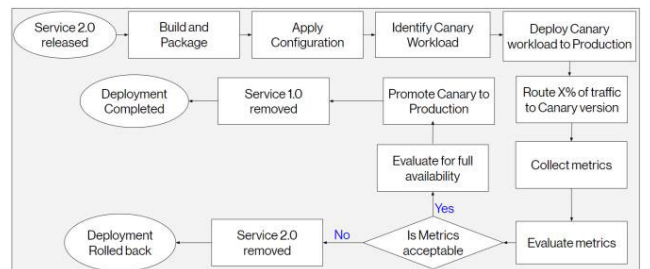 Service 2.0
released
Build and
Package
Apply
Configuration
Identify Canary
Workload
Deploy Canary
workload to Production
Deployment
Completed
Service 1.0
removed
Promote Canary to
Production
Route X% of traffic
to Canary version
Evaluate for full
availability
Collect metrics
Yes
Deployment
Rolled back
Service 2.0
removed
No
Is Metrics
acceptable
Evaluate metrics